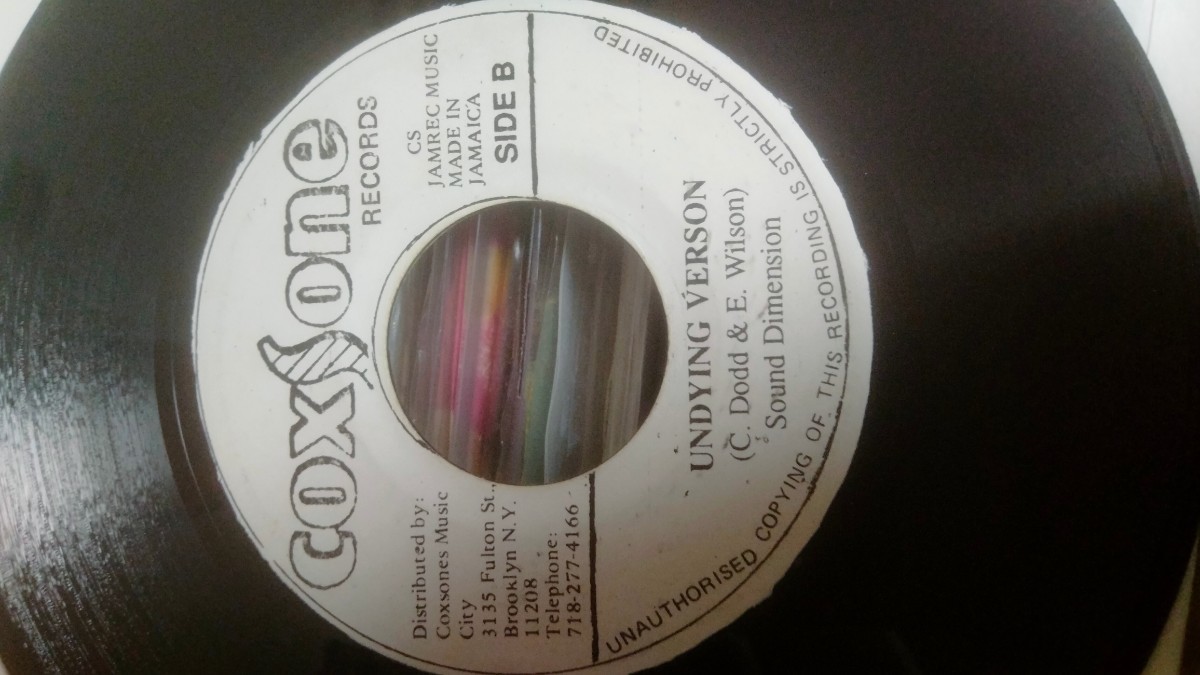 coxsone
RECORDS
Distributed by:
Coxsones Music
City
3135 Fulton St.,
Brooklyn N.Y.
11208
Telephone:
718-277-4166
CS
JAMREC MUSIC
MADE IN
JAMAICA
SIDE B
UNDYING VERSON
(C. Dodd & E. Wilson)
Sound Dimension
UNAUTHORISED COPYING OF THIS RECORDING IS STRICTLY PROHIBITED